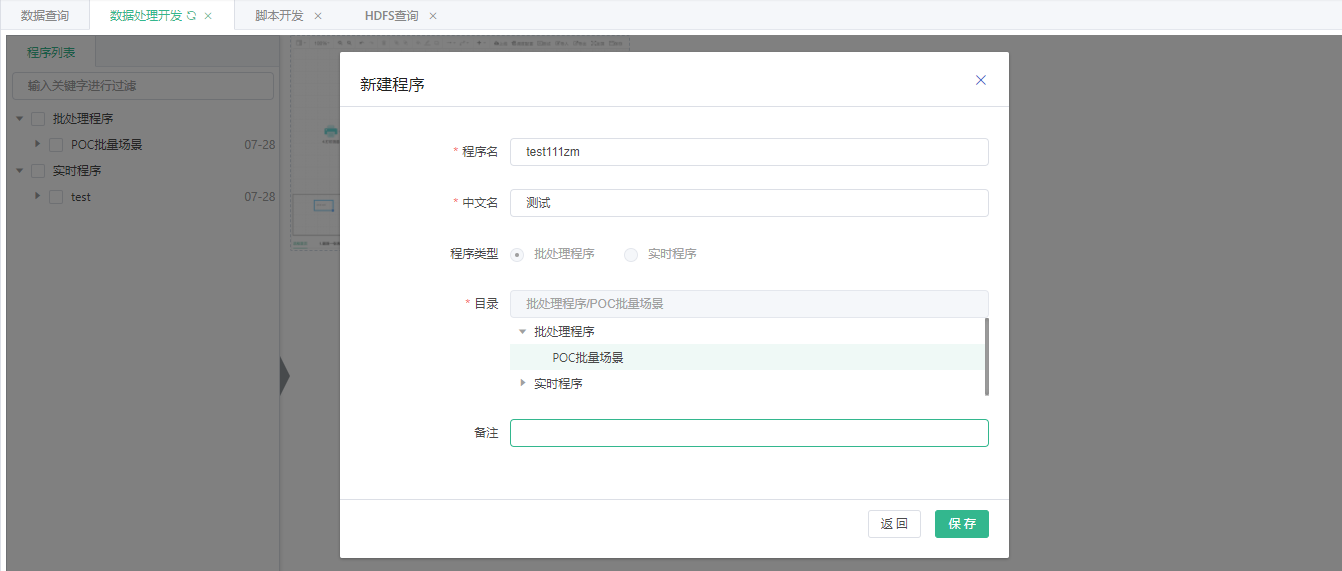 数据查询 数据处理开发 脚本开发 HDFS查询
程序列表
输入关键字进行过滤
批处理程序
POC批量场景 07-28
实时程序
test 07-28
新建程序
* 程序名 test111zm
* 中文名 测试
程序类型 批处理程序 实时程序
* 目录 批处理程序/POC批量场景
批处理程序
POC批量场景
实时程序
备注
返 回 保 存